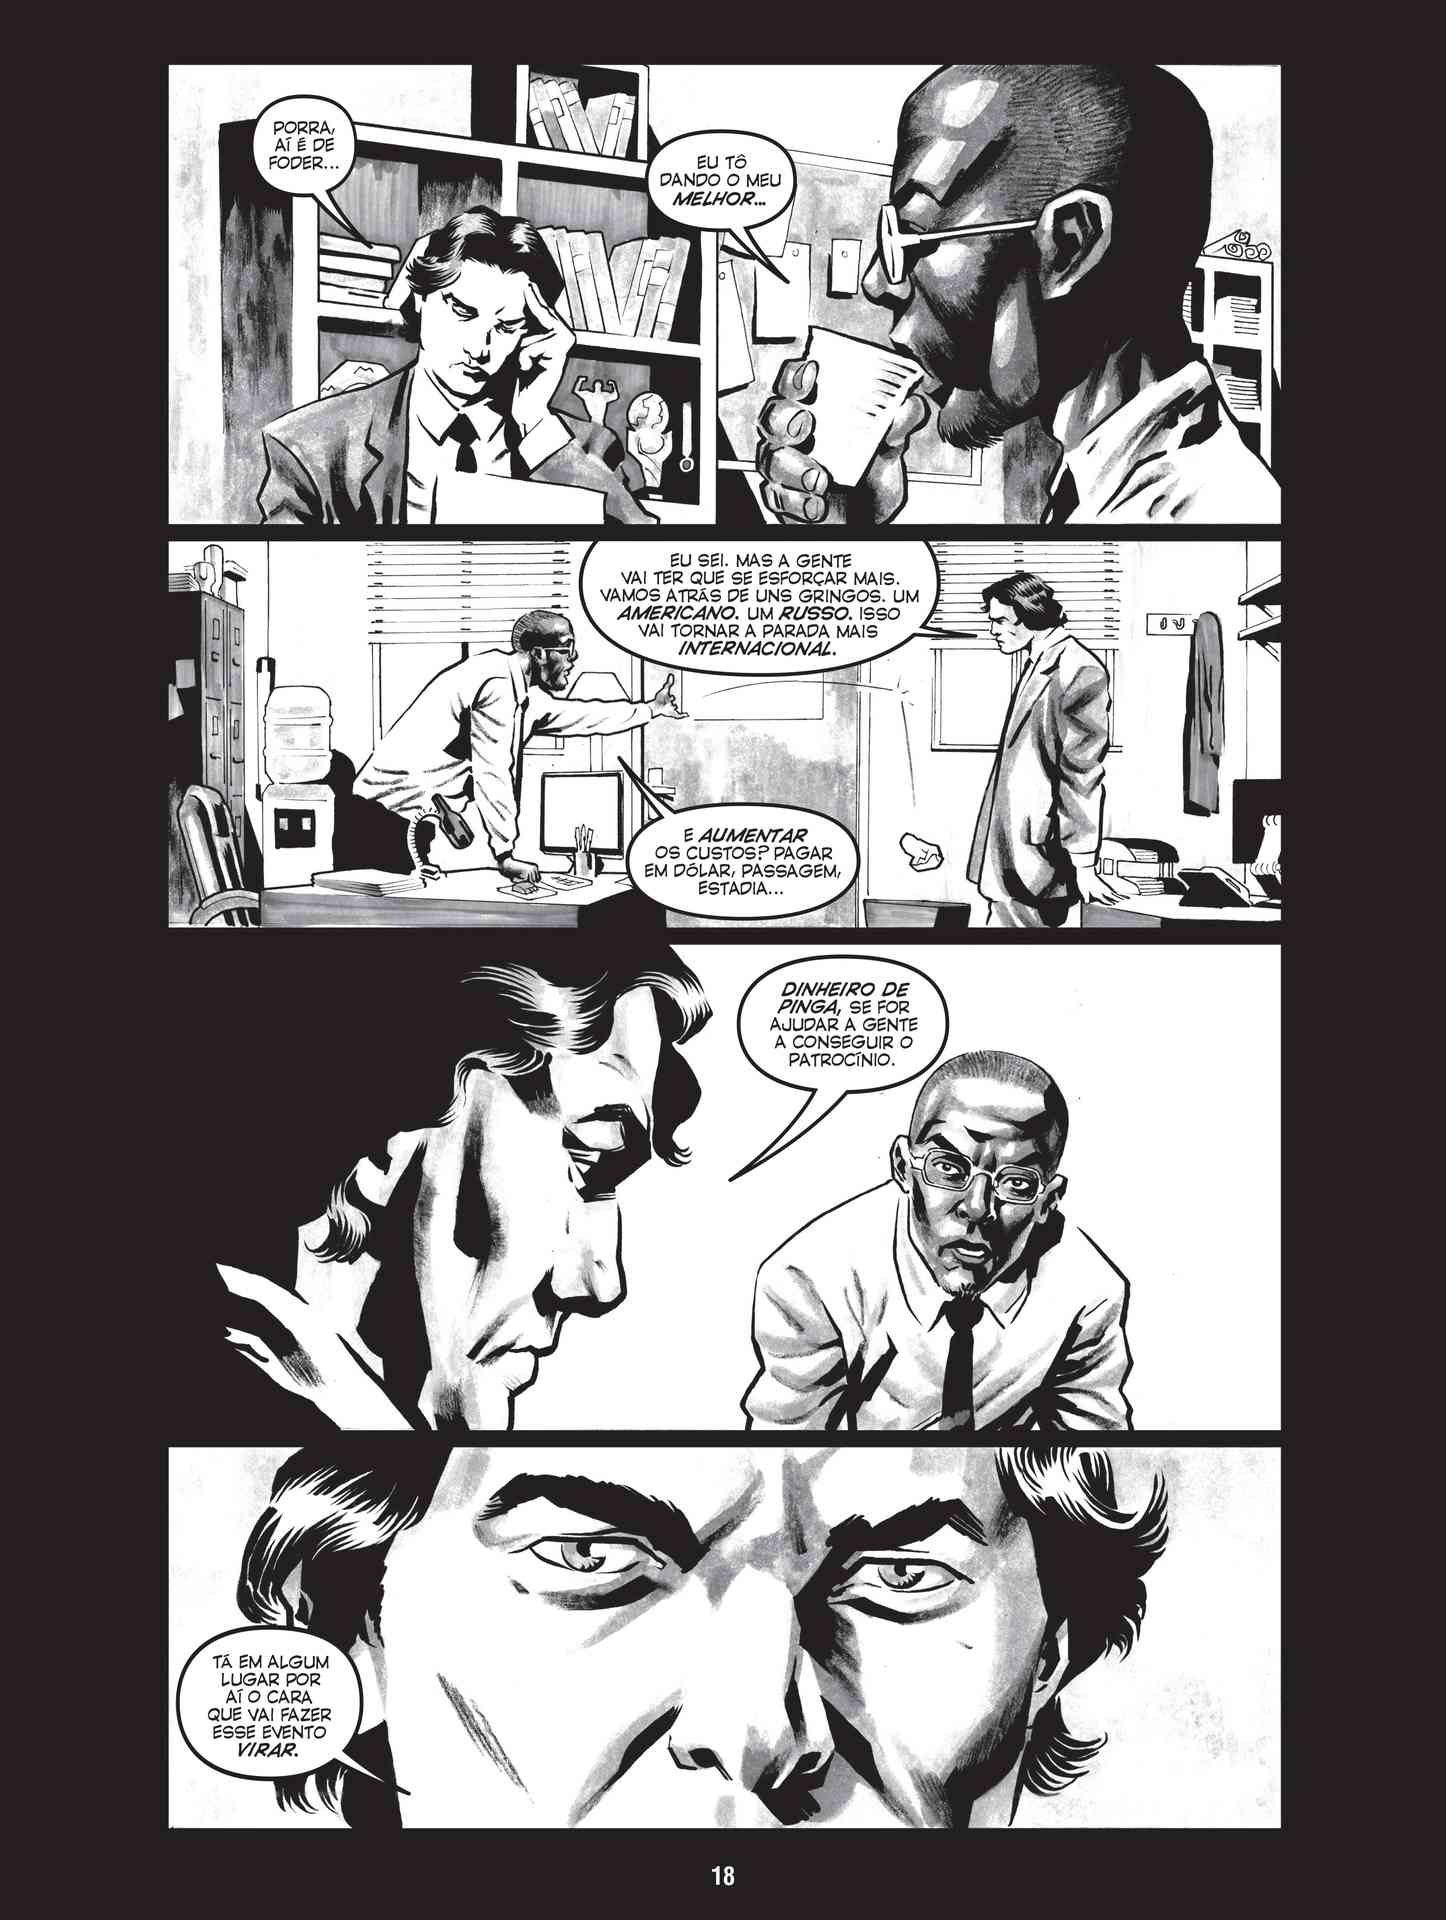 PORRA,
AÍ É DE
FODER...
EU TÔ
DANDO O MEU
MELHOR...
EU SEI. MAS A GENTE
VAI TER QUE SE ESFORÇAR MAIS.
VAMOS ATRÁS DE UNS GRINGOS. UM
AMERICANO. UM RUSSO. ISSO
VAI TORNAR A PARADA MAIS
INTERNACIONAL.
E AUMENTAR
OS CUSTOS? PAGAR
EM DÓLAR, PASSAGEM,
ESTADIA...
DINHEIRO DE
PINGA, SE FOR
AJUDAR A GENTE
A CONSEGUIR O
PATROCÍNIO.
TÁ EM ALGUM
LUGAR POR
AÍ O CARA
QUE VAI FAZER
ESSE EVENTO
VIRAR.
18